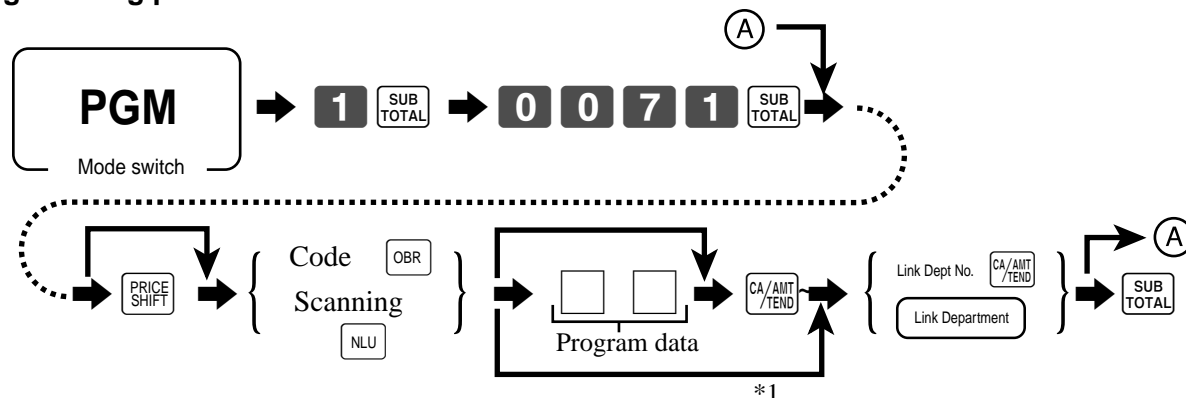 A
PGM
Mode switch
1 SUB TOTAL 0 0 7 1 SUB TOTAL
PRICE SHIFT
Code OBR
Scanning
NLU
Program data
CA/AMT /TEND ~
*1
Link Dept No. CA/AMT /TEND
Link Department
A
SUB TOTAL